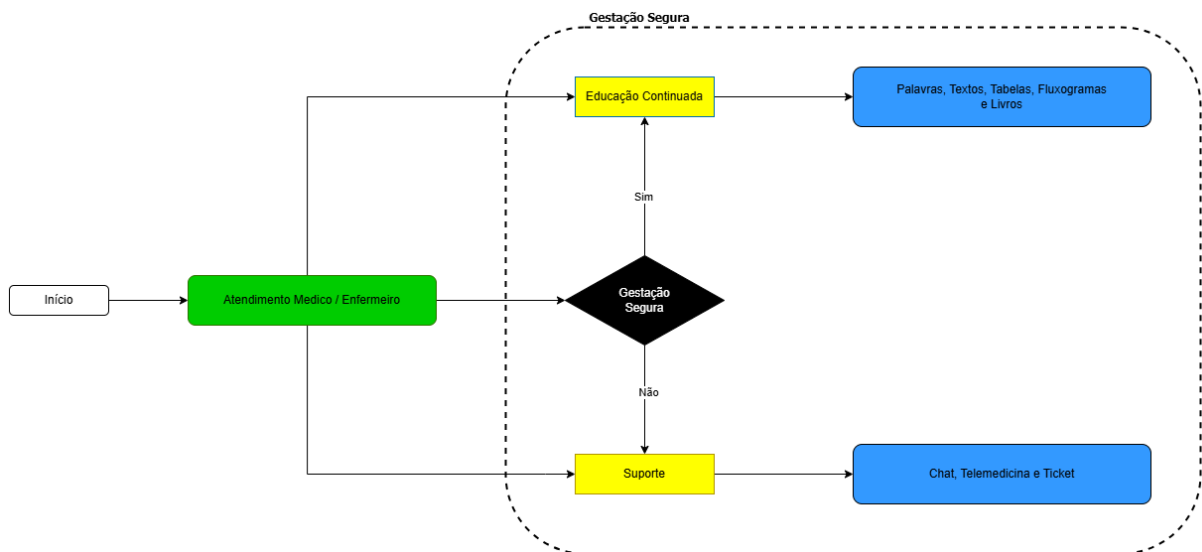 Gestação Segura
Educação Continuada
Palavras, Textos, Tabelas, Fluxogramas
e Livros
Sim
Início
Atendimento Medico / Enfermeiro
Gestação
Segura
Não
Suporte
Chat, Telemedicina e Ticket